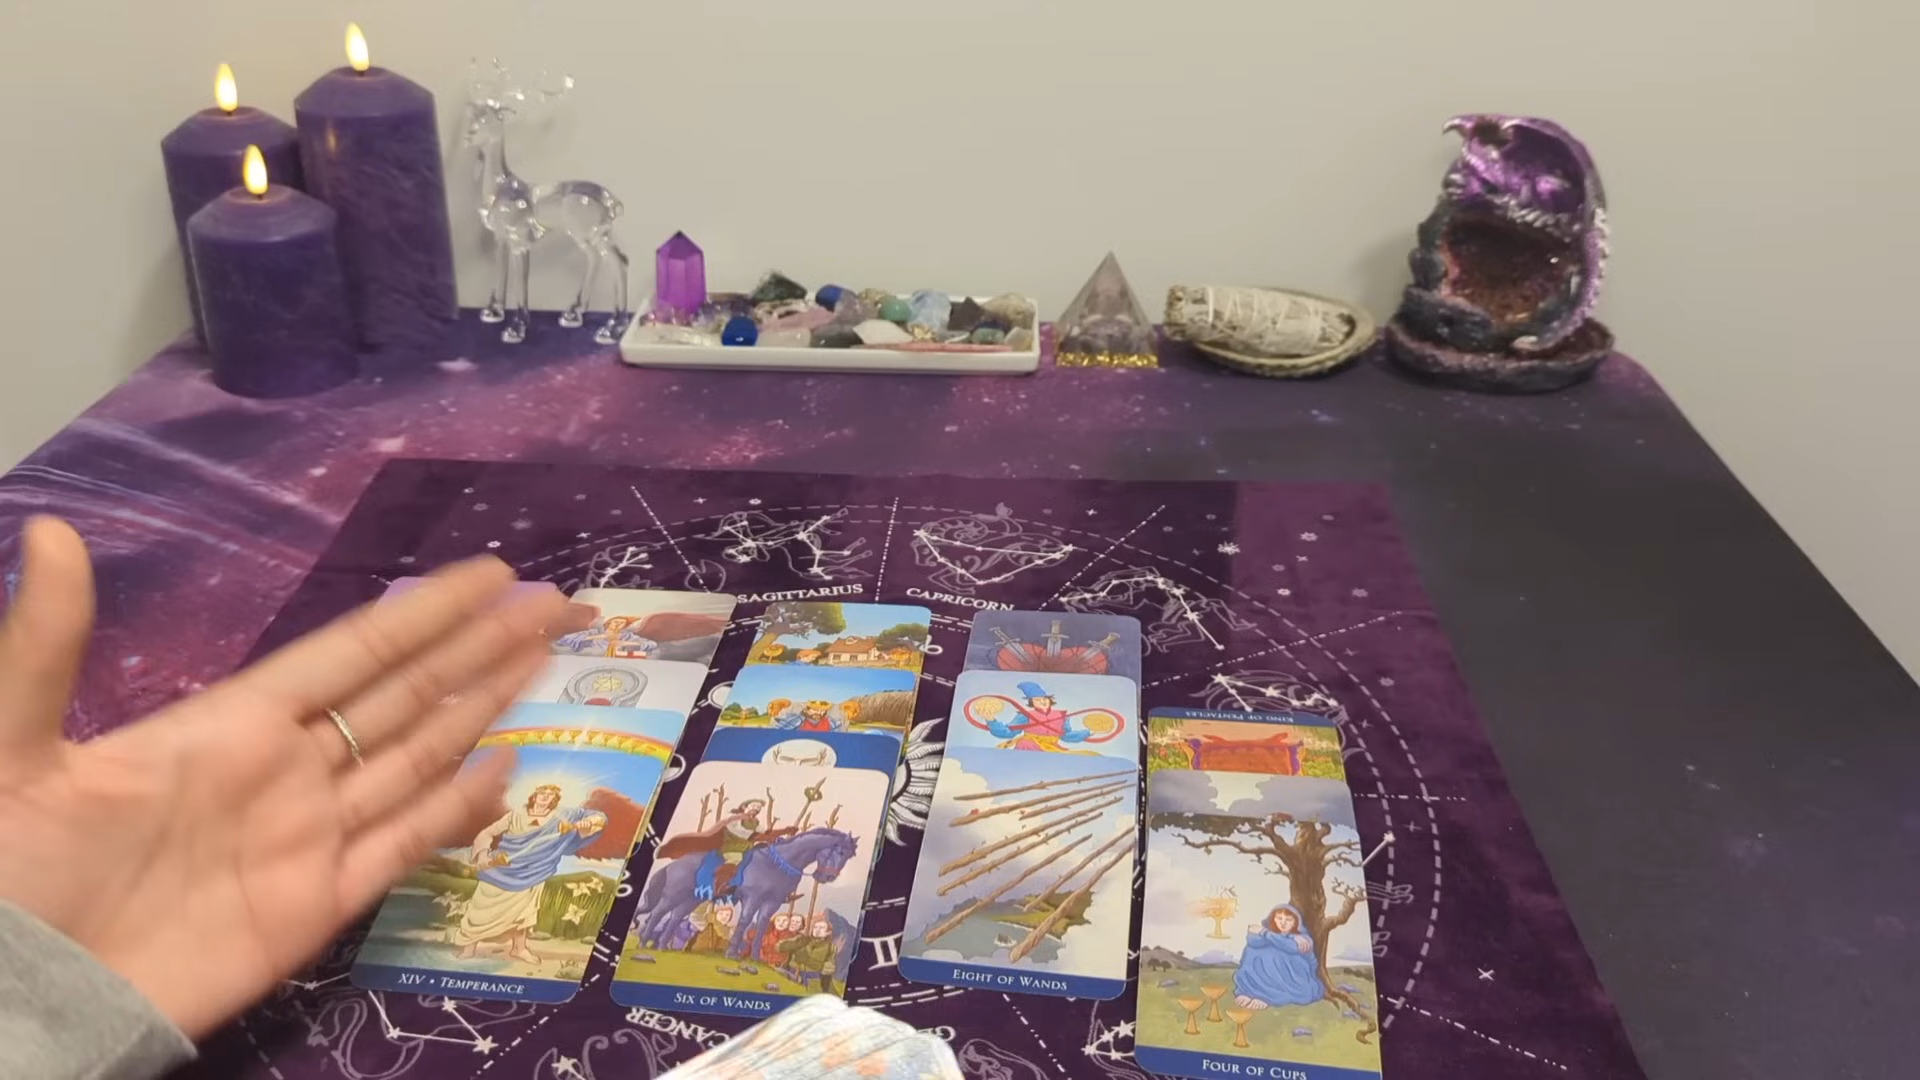 SAGITTARIUS
CAPRICORN
KING OF PENTACLES
XIV • TEMPERANCE
SIX OF WANDS
EIGHT OF WANDS
FOUR OF CUPS
CANCER